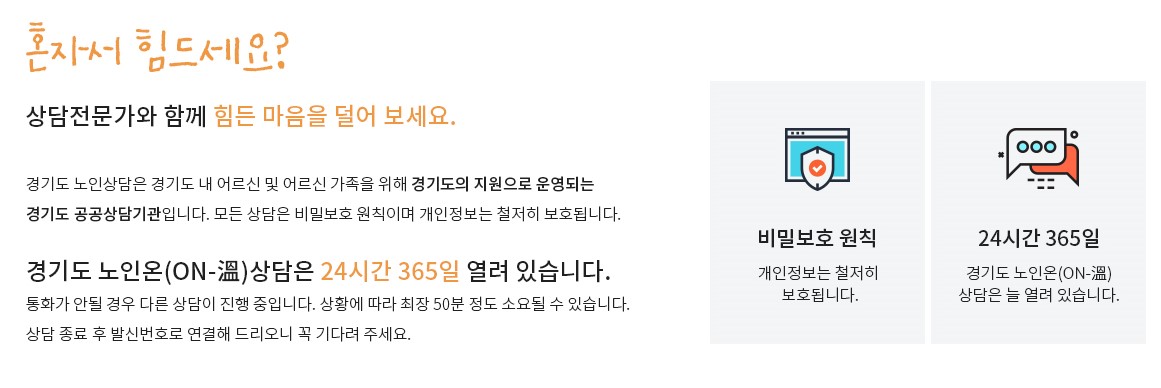 혼자서 힘드세요?
상담전문가와 함께 힘든 마음을 덜어 보세요.
경기도 노인상담은 경기도 내 어르신 및 어르신 가족을 위해 경기도의 지원으로 운영되는
경기도 공공상담기관입니다. 모든 상담은 비밀보호 원칙이며 개인정보는 철저히 보호됩니다.
경기도 노인온(ON-溫)상담은 24시간 365일 열려 있습니다.
통화가 안될 경우 다른 상담이 진행 중입니다. 상황에 따라 최장 50분 정도 소요될 수 있습니다.
상담 종료 후 발신번호로 연결해 드리오니 꼭 기다려 주세요.
비밀보호 원칙
개인정보는 철저히
보호됩니다.
24시간 365일
경기도 노인온(ON-溫)
상담은 늘 열려 있습니다.